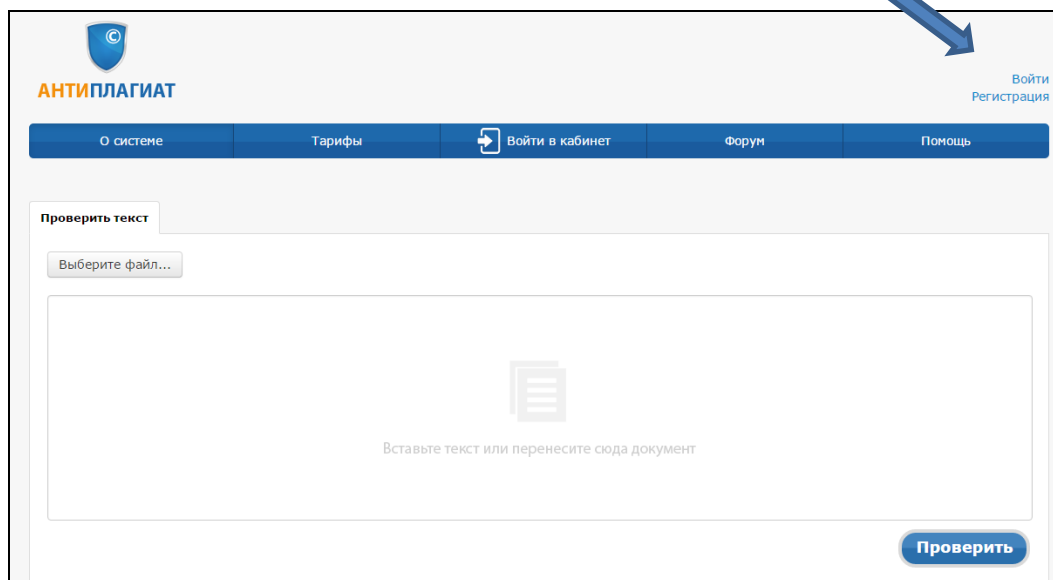 ©
АНТИПЛАГИАТ
Войти
Регистрация
О системе Тарифы Войти в кабинет Форум Помощь
Проверить текст
Выберите файл...
Вставьте текст или перенесите сюда документ
Проверить